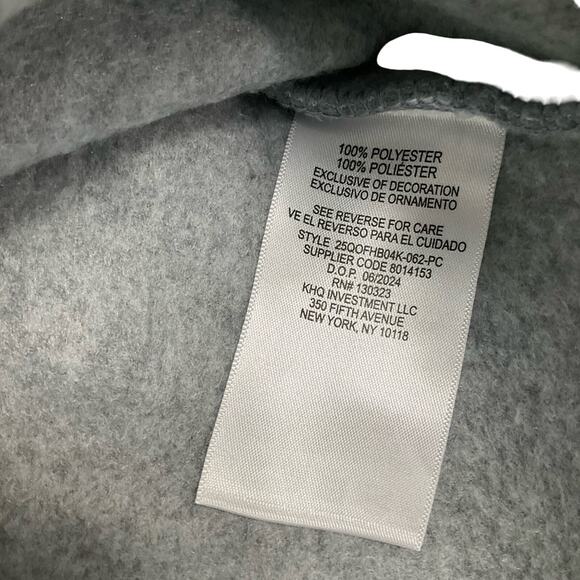 100% POLYESTER
100% POLIÉSTER
EXCLUSIVE OF DECORATION
EXCLUSIVO DE ORNAMENTO
SEE REVERSE FOR CARE
VE EL REVERSO PARA EL CUIDADO
STYLE 25QOFHB04K-062-PC
SUPPLIER CODE 8014153
D.O.P. 06/2024
RN# 130323
KHQ INVESTMENT LLC
350 FIFTH AVENUE
NEW YORK, NY 10118